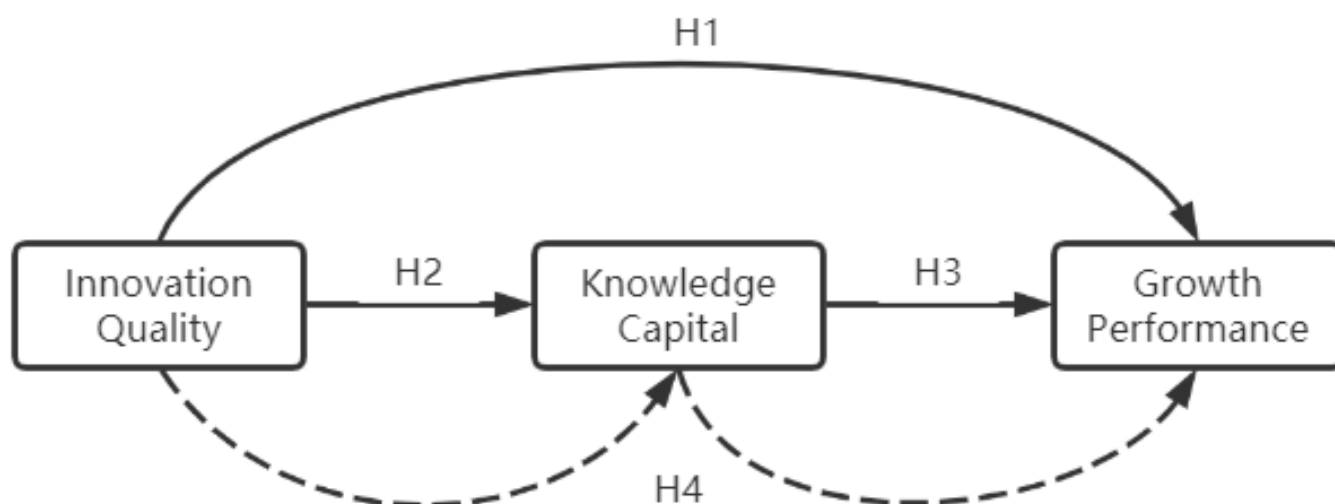 H1
Innovation
Quality
H2
Knowledge
Capital
H3
Growth
Performance
H4